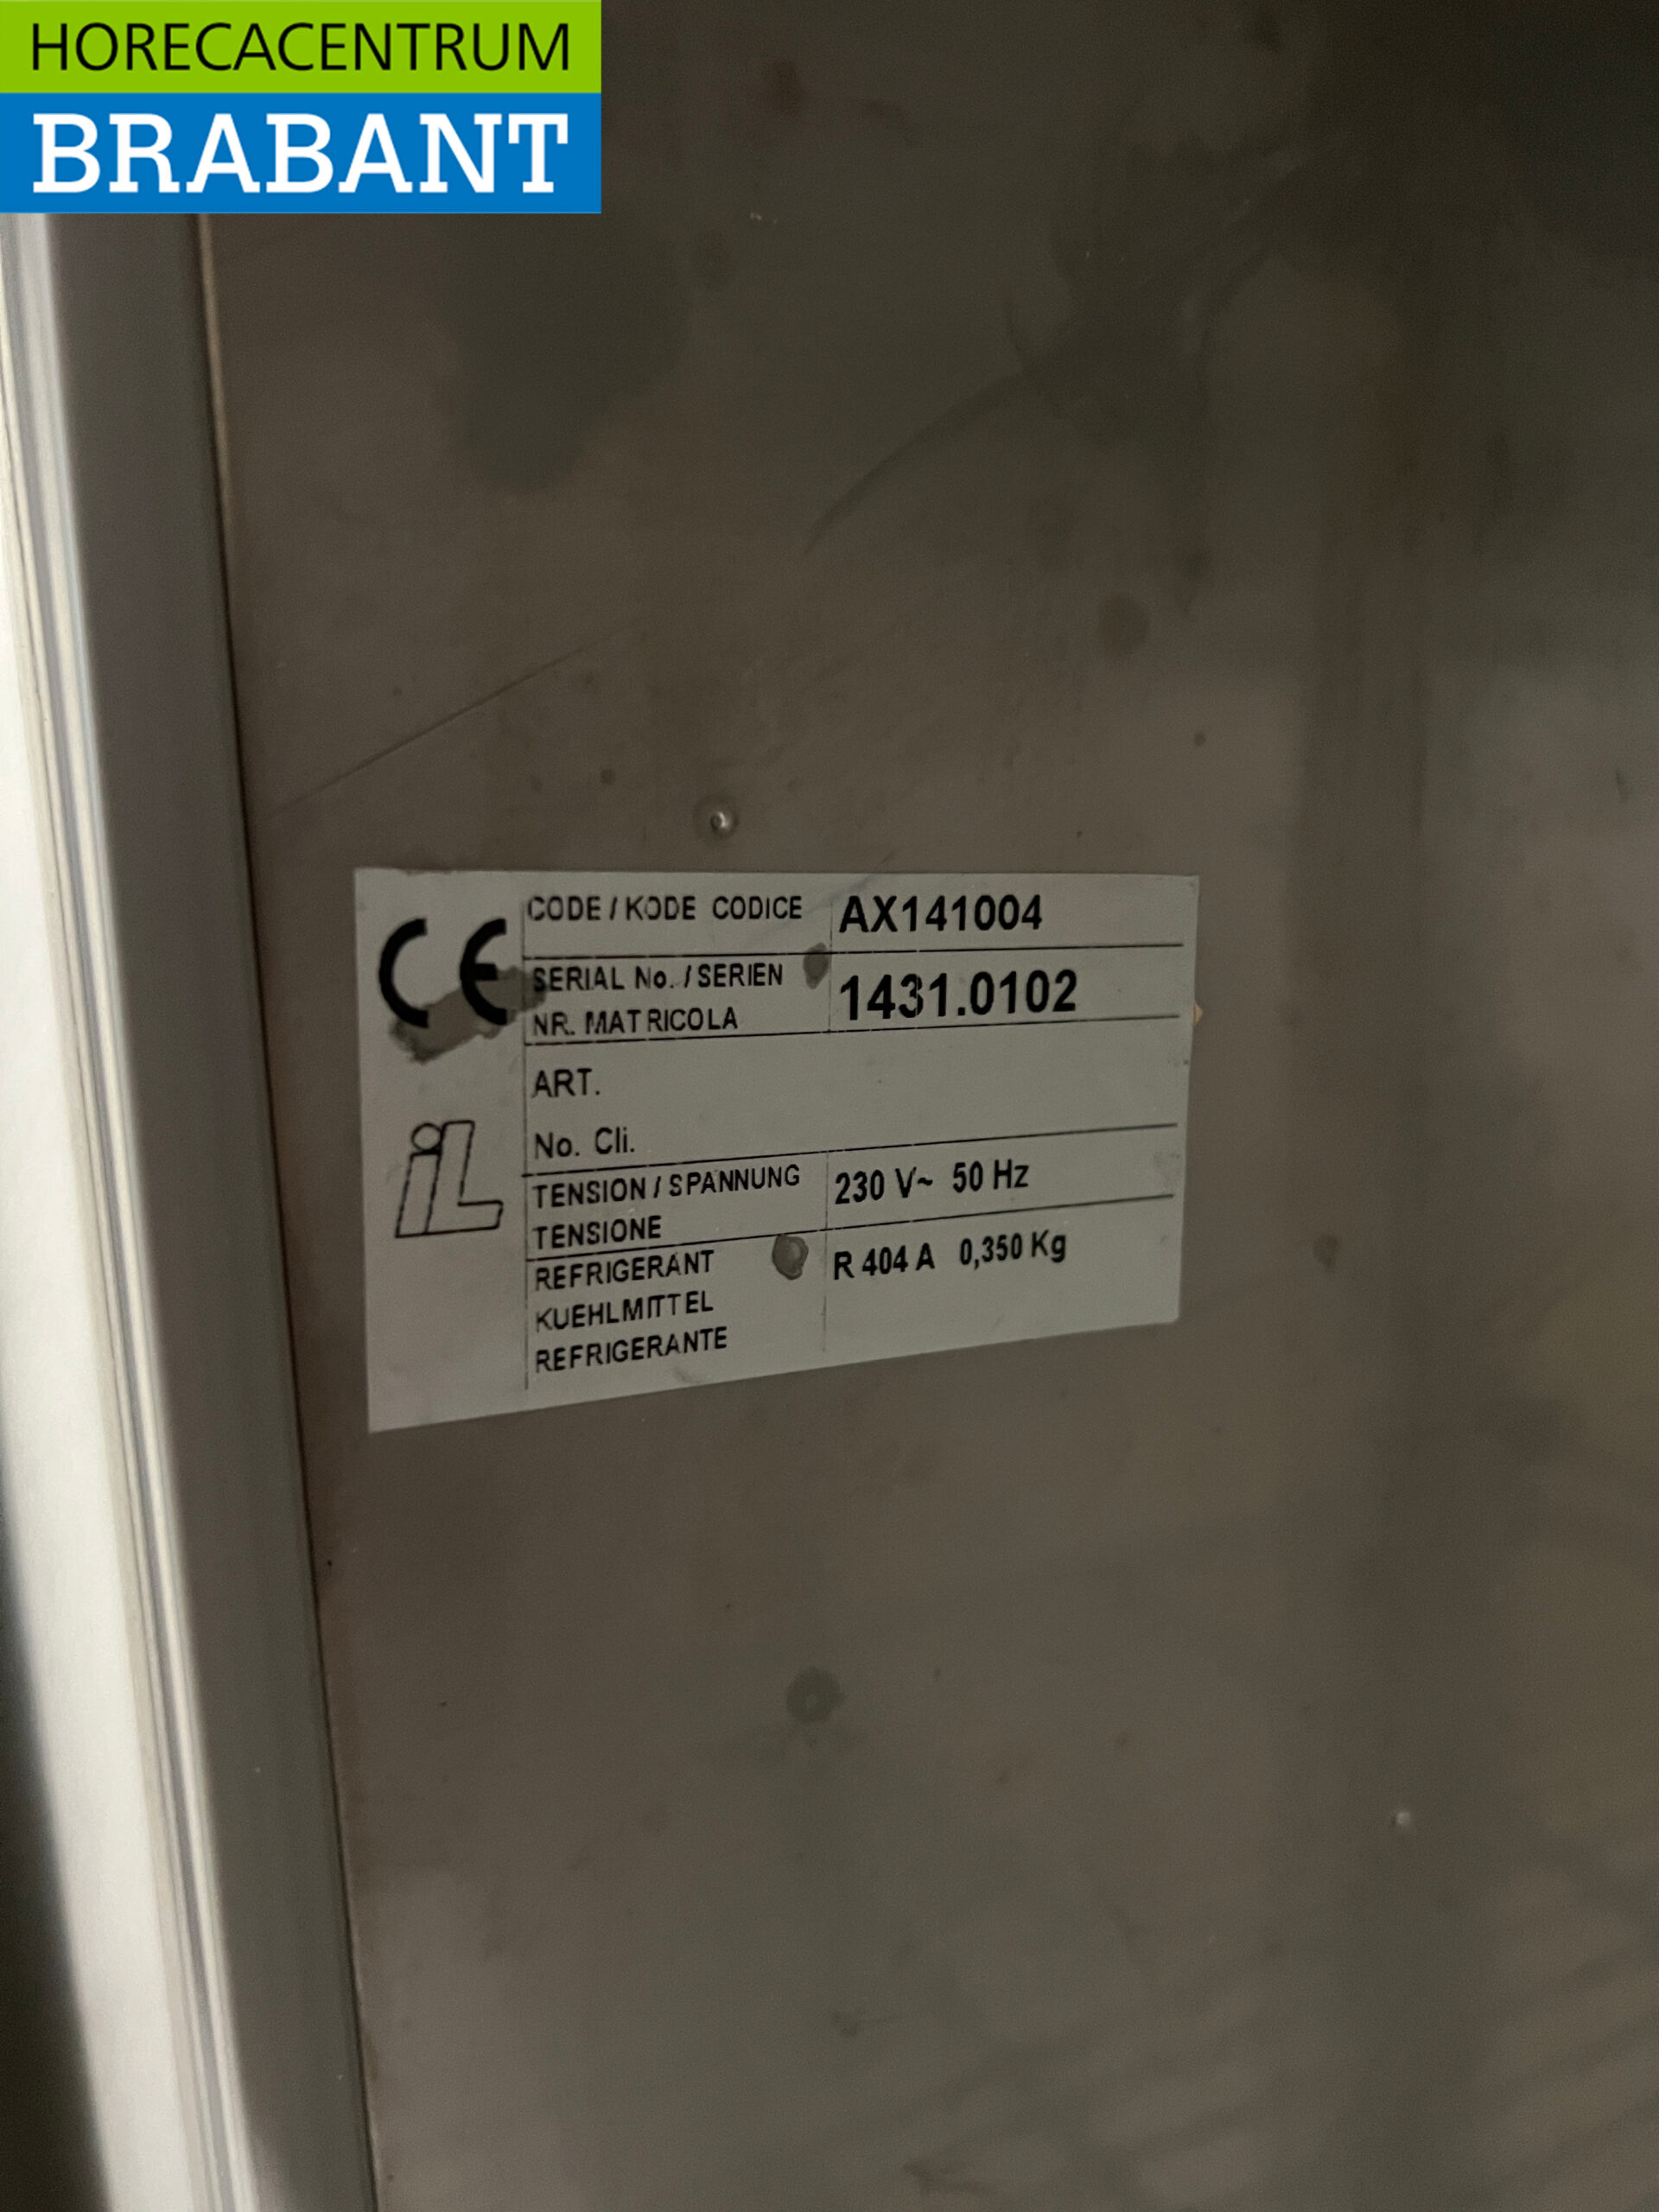 HORECACENTRUM
BRABANT
CE
CODE / KODE CODICE AX141004
SERIAL No. / SERIEN
NR. MATRICOLA 1431.0102
ART.
No. Cli.
iL
TENSION / SPANNUNG 230 V~ 50 Hz
TENSIONE
REFRIGERANT R 404 A 0,350 Kg
KUEHLMITTEL
REFRIGERANTE